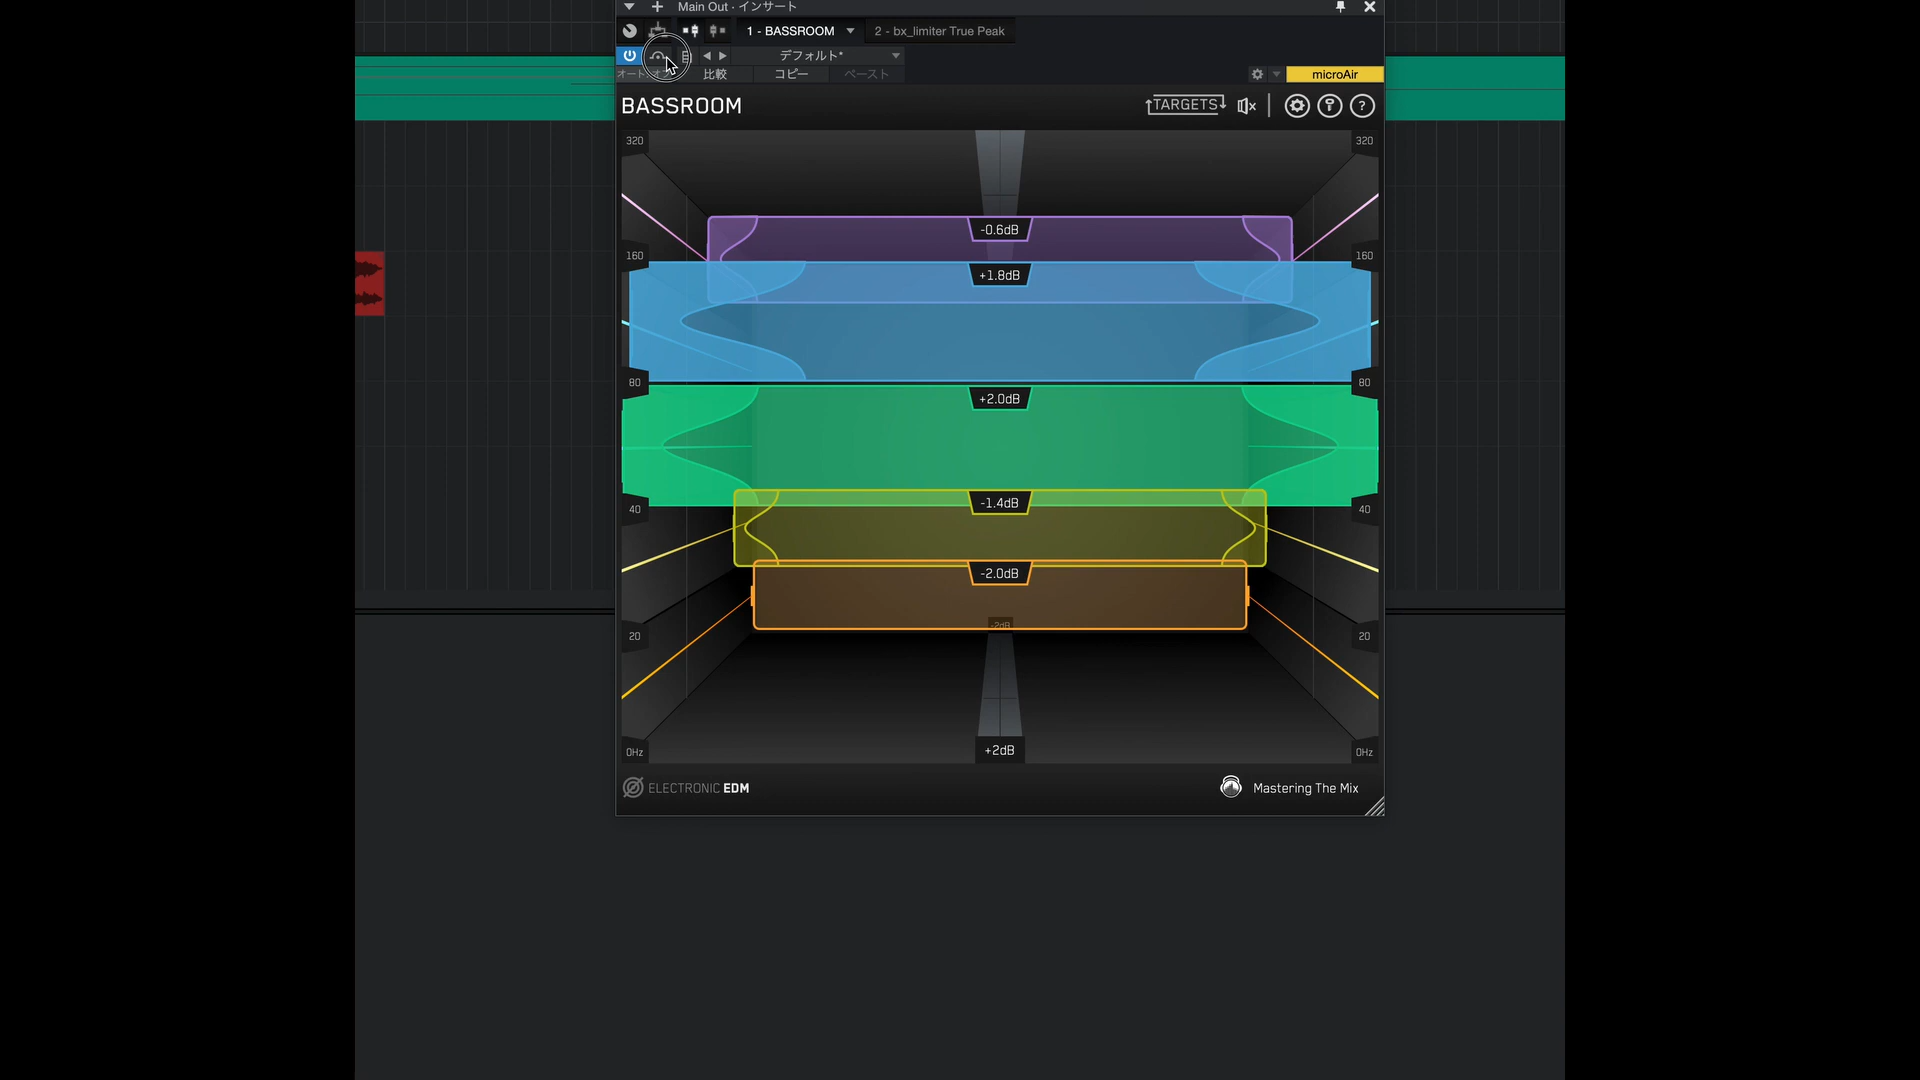 Main Out · インサート
1 - BASSROOM
2 - bx_limiter True Peak
デフォルト*
比較
コピー
ペースト
microAir
BASSROOM
TARGETS
320
320
-0.6dB
160
160
+1.8dB
80
80
+2.0dB
-1.4dB
40
40
-2.0dB
-2dB
20
20
0Hz
+2dB
0Hz
ELECTRONIC EDM
Mastering The Mix